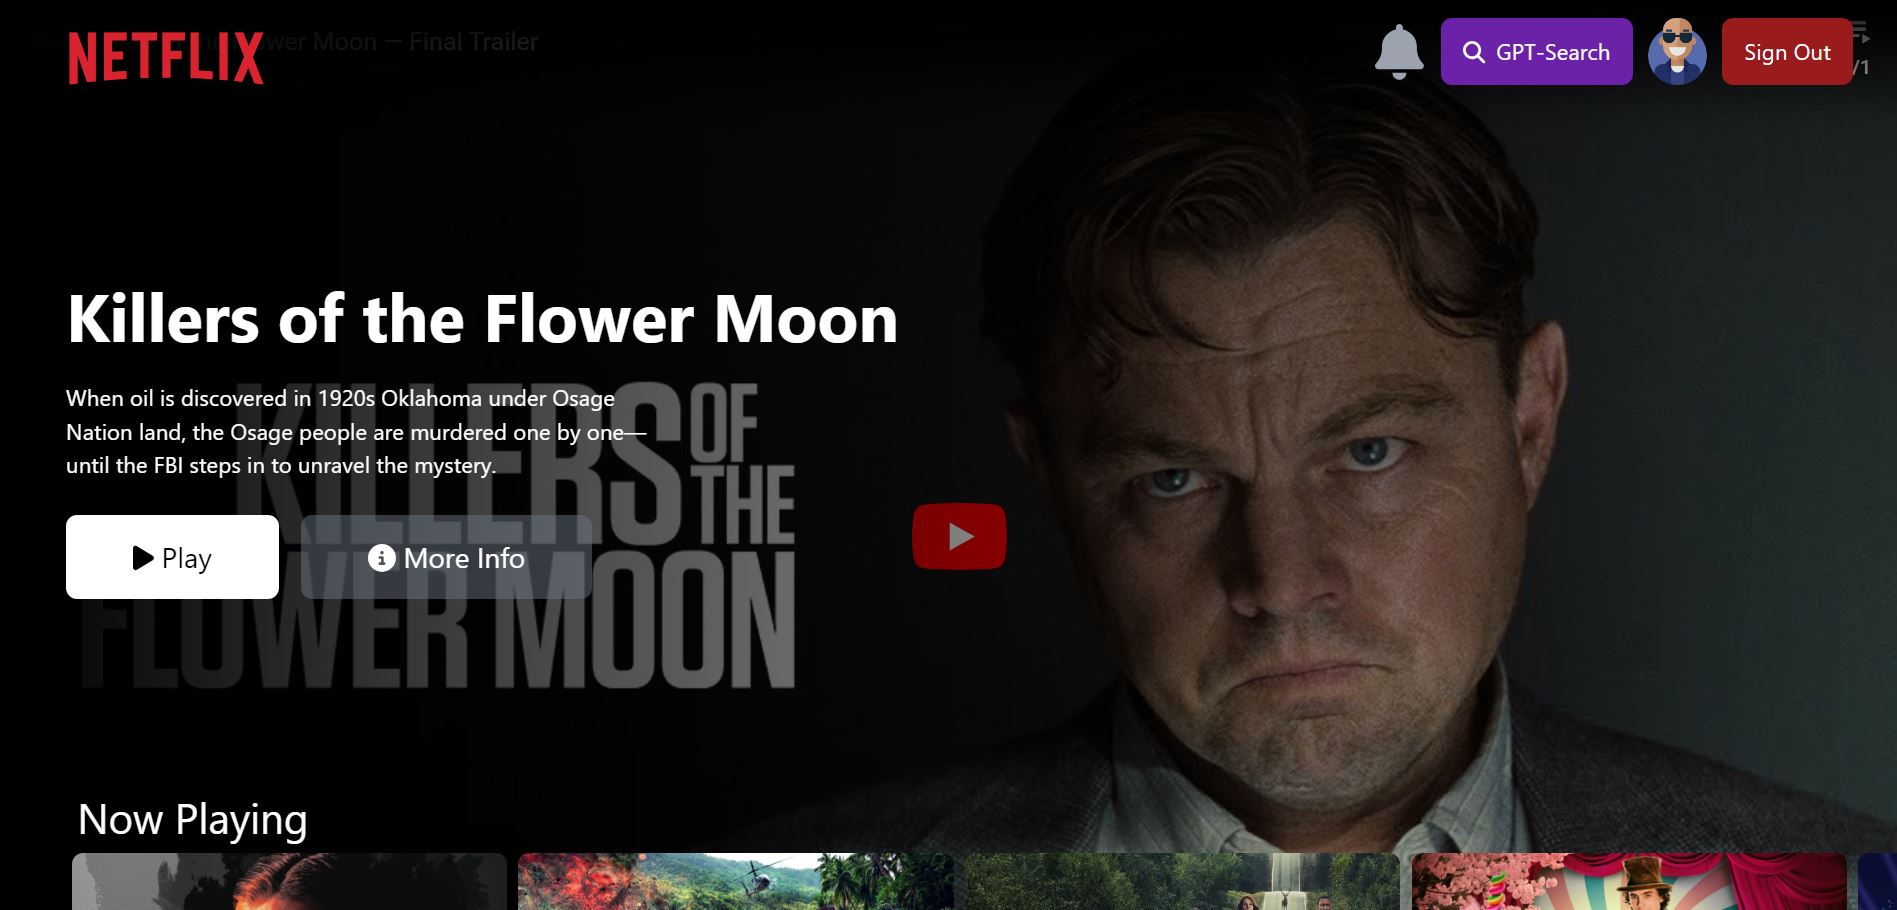 Flower Moon — Final Trailer
NETFLIX
GPT-Search
Sign Out
/1
Killers of the Flower Moon
When oil is discovered in 1920s Oklahoma under Osage
Nation land, the Osage people are murdered one by one—
until the FBI steps in to unravel the mystery.
KILLERS OF
THE
FLOWER MOON
Play
More Info
Now Playing